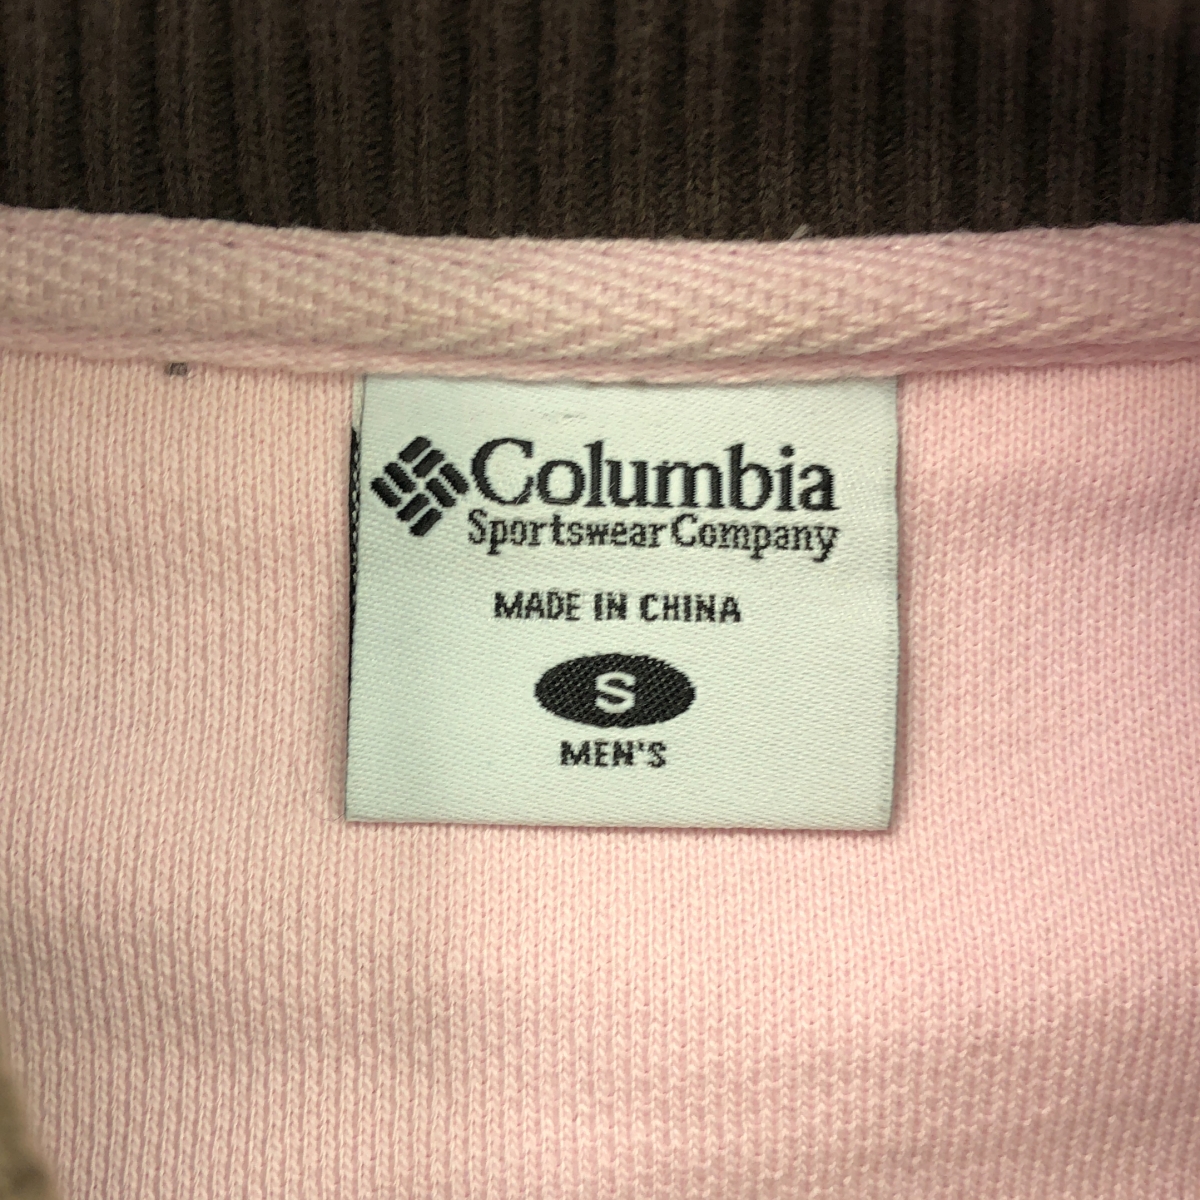 Columbia
Sportswear Company
MADE IN CHINA
S
MEN'S